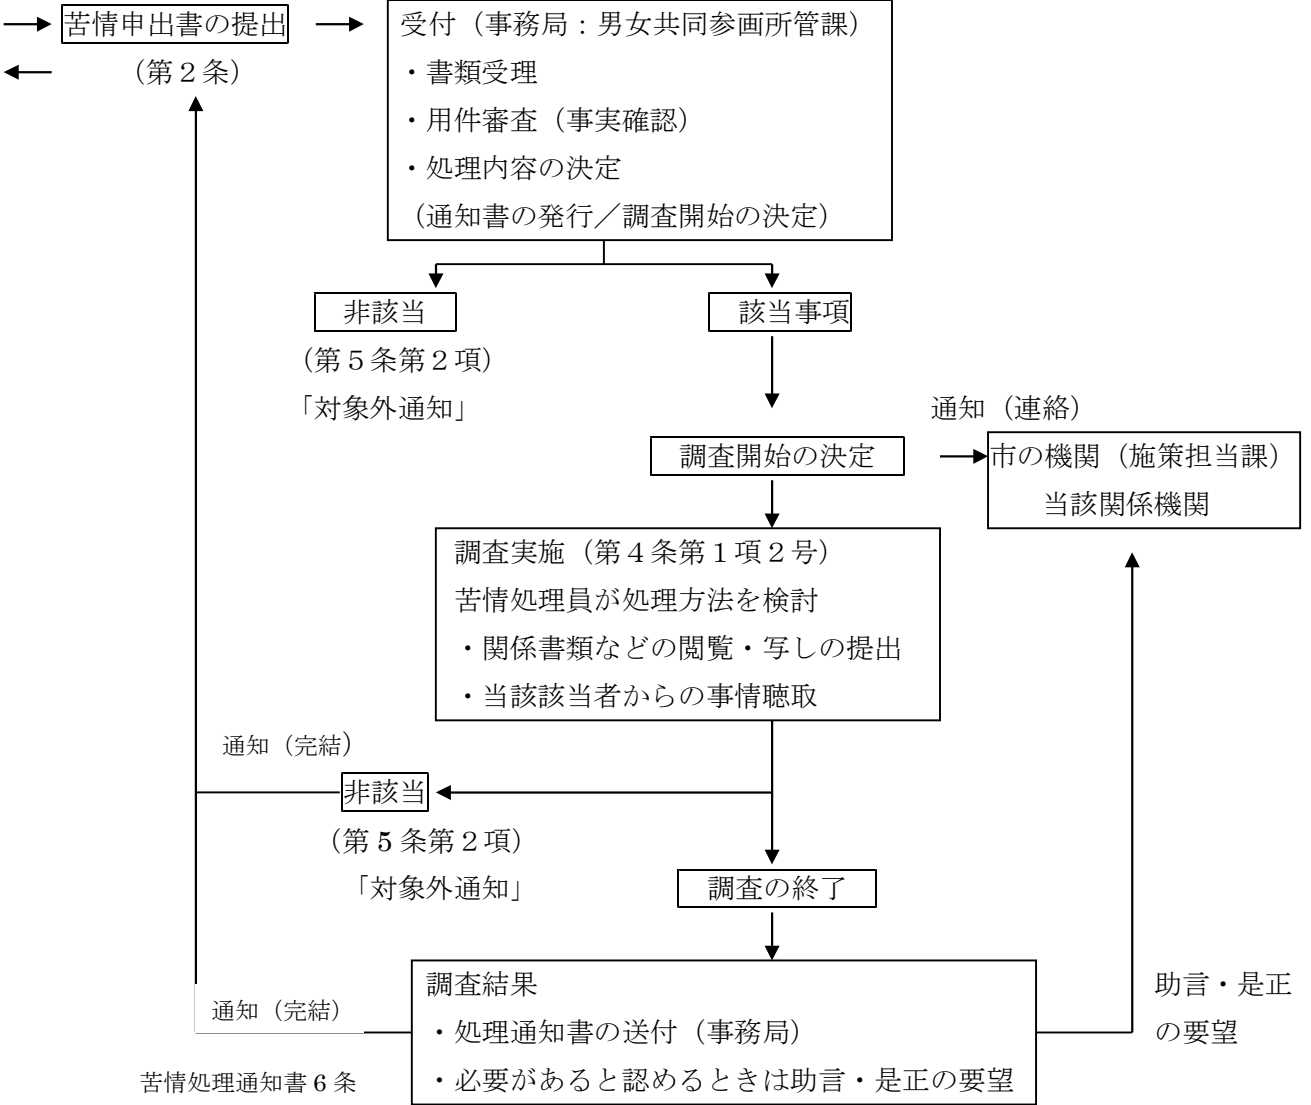 苦情申出書の提出
（第２条）
受付（事務局：男女共同参画所管課）
・書類受理
・用件審査（事実確認）
・処理内容の決定
（通知書の発行／調査開始の決定）
非該当
（第５条第２項）
「対象外通知」
該当事項
調査開始の決定
通知（連絡）
市の機関（施策担当課）
当該関係機関
調査実施（第４条第１項２号）
苦情処理員が処理方法を検討
・関係書類などの閲覧・写しの提出
・当該該当者からの事情聴取
通知（完結）
非該当
（第５条第２項）
「対象外通知」
調査の終了
調査結果
・処理通知書の送付（事務局）
・必要があると認めるときは助言・是正の要望
通知（完結）
苦情処理通知書６条
助言・是正
の要望